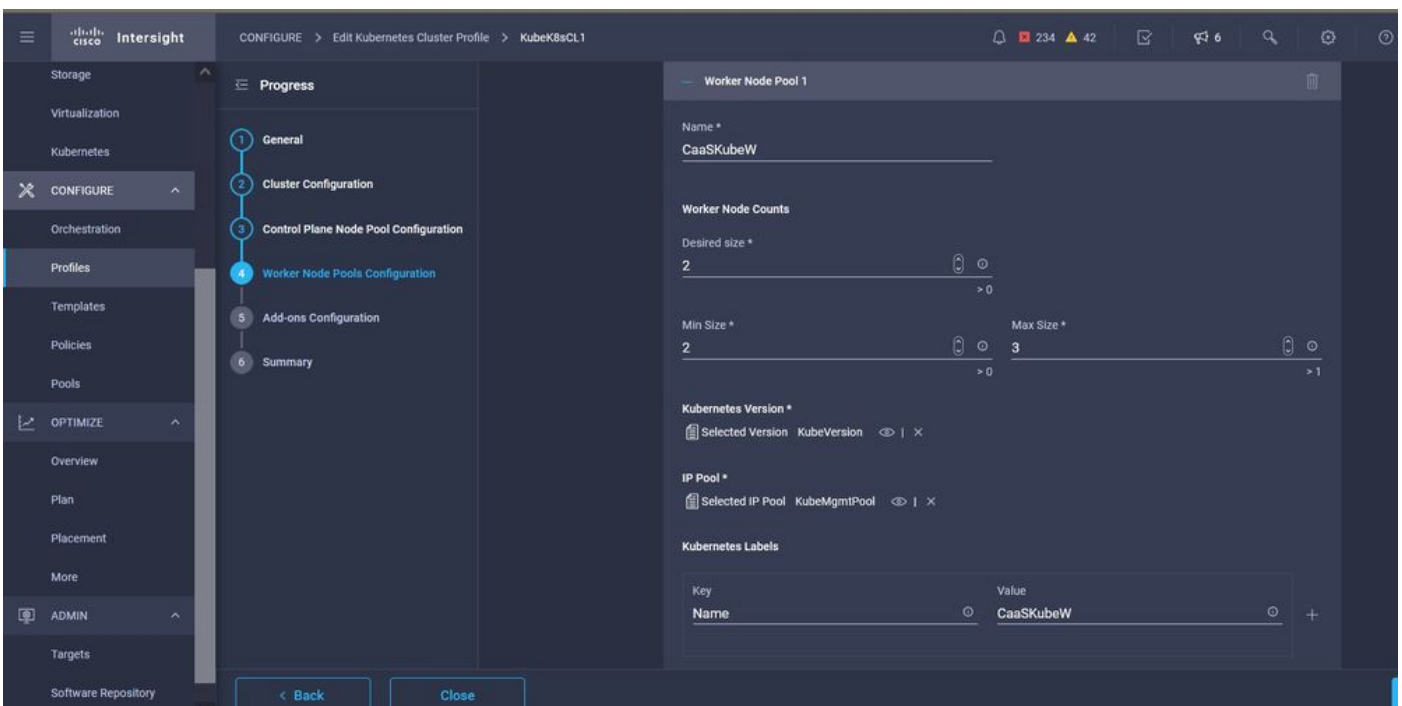 cisco Intersight
CONFIGURE > Edit Kubernetes Cluster Profile > KubeK8sCL1
234 42 6
Storage
Virtualization
Kubernetes
CONFIGURE
Orchestration
Profiles
Templates
Policies
Pools
OPTIMIZE
Overview
Plan
Placement
More
ADMIN
Targets
Software Repository
Progress
1 General
2 Cluster Configuration
3 Control Plane Node Pool Configuration
4 Worker Node Pools Configuration
5 Add-ons Configuration
6 Summary
Worker Node Pool 1
Name *
CaaSKubeW
Worker Node Counts
Desired size *
2
> 0
Min Size * Max Size *
2 3
> 0 > 1
Kubernetes Version *
Selected Version KubeVersion | ×
IP Pool *
Selected IP Pool KubeMgmtPool | ×
Kubernetes Labels
Key Value
Name CaaSKubeW +
< Back Close